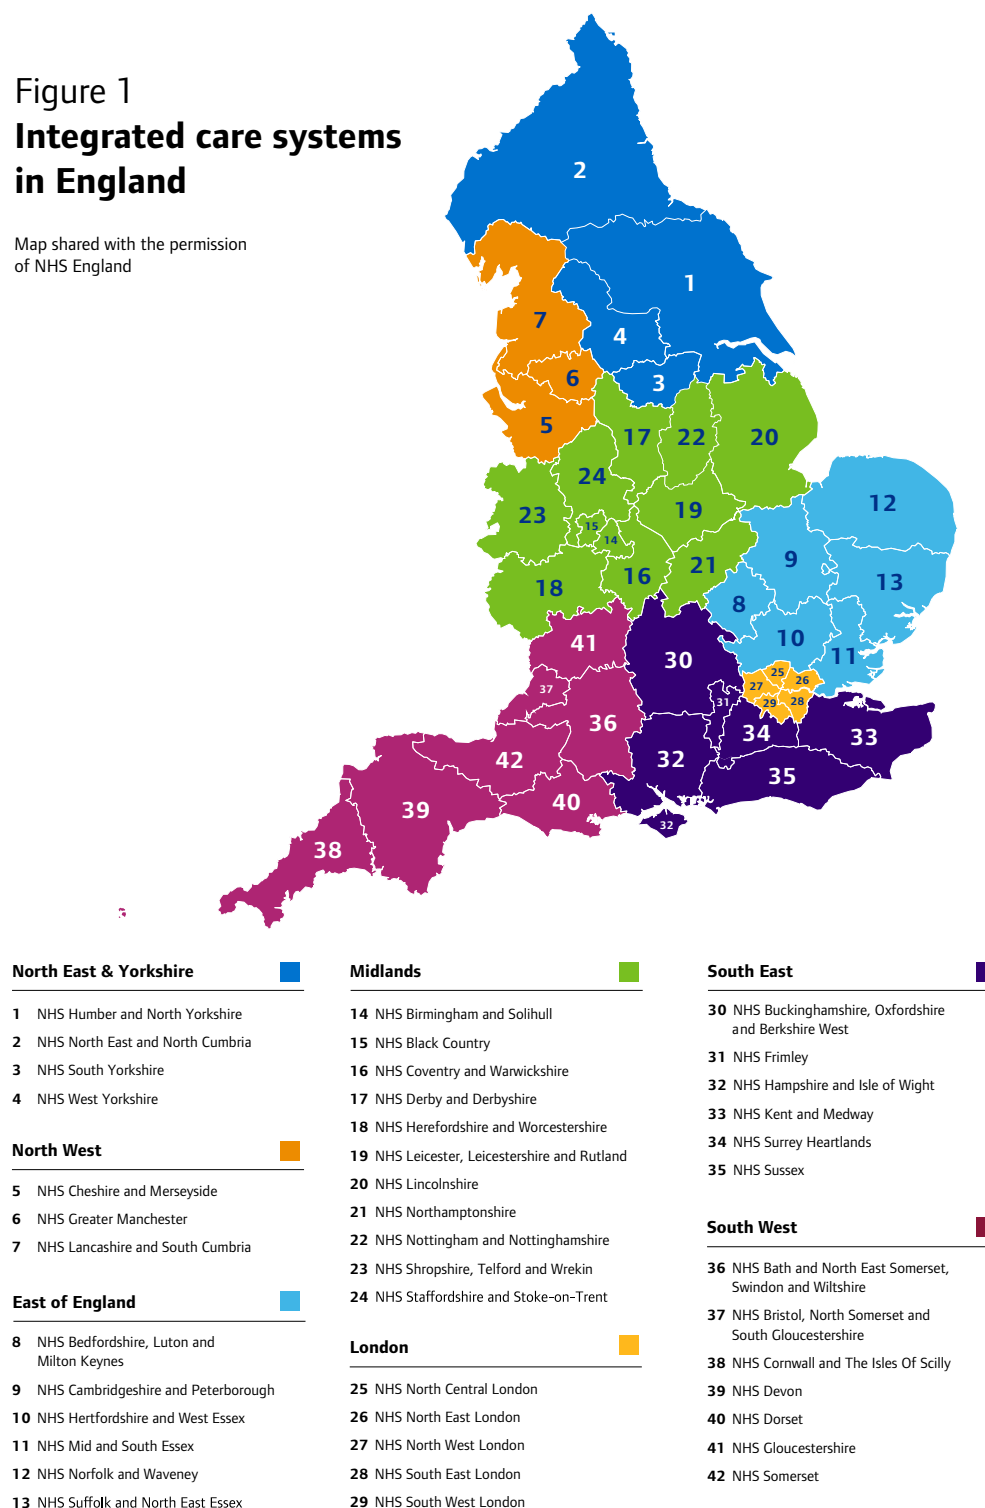 Figure 1
Integrated care systems
in England
Map shared with the permission
of NHS England
2
1
7
4
6
3
5
17
22
20
24
12
23
15
19
14
9
21
13
18
16
8
10
41
30
11
25
27
26
37
31
29
28
36
34
33
42
32
35
39
40
32
38
North East & Yorkshire
1 NHS Humber and North Yorkshire
2 NHS North East and North Cumbria
3 NHS South Yorkshire
4 NHS West Yorkshire
North West
5 NHS Cheshire and Merseyside
6 NHS Greater Manchester
7 NHS Lancashire and South Cumbria
East of England
8 NHS Bedfordshire, Luton and
Milton Keynes
9 NHS Cambridgeshire and Peterborough
10 NHS Hertfordshire and West Essex
11 NHS Mid and South Essex
12 NHS Norfolk and Waveney
13 NHS Suffolk and North East Essex
Midlands
14 NHS Birmingham and Solihull
15 NHS Black Country
16 NHS Coventry and Warwickshire
17 NHS Derby and Derbyshire
18 NHS Herefordshire and Worcestershire
19 NHS Leicester, Leicestershire and Rutland
20 NHS Lincolnshire
21 NHS Northamptonshire
22 NHS Nottingham and Nottinghamshire
23 NHS Shropshire, Telford and Wrekin
24 NHS Staffordshire and Stoke-on-Trent
London
25 NHS North Central London
26 NHS North East London
27 NHS North West London
28 NHS South East London
29 NHS South West London
South East
30 NHS Buckinghamshire, Oxfordshire
and Berkshire West
31 NHS Frimley
32 NHS Hampshire and Isle of Wight
33 NHS Kent and Medway
34 NHS Surrey Heartlands
35 NHS Sussex
South West
36 NHS Bath and North East Somerset,
Swindon and Wiltshire
37 NHS Bristol, North Somerset and
South Gloucestershire
38 NHS Cornwall and The Isles Of Scilly
39 NHS Devon
40 NHS Dorset
41 NHS Gloucestershire
42 NHS Somerset